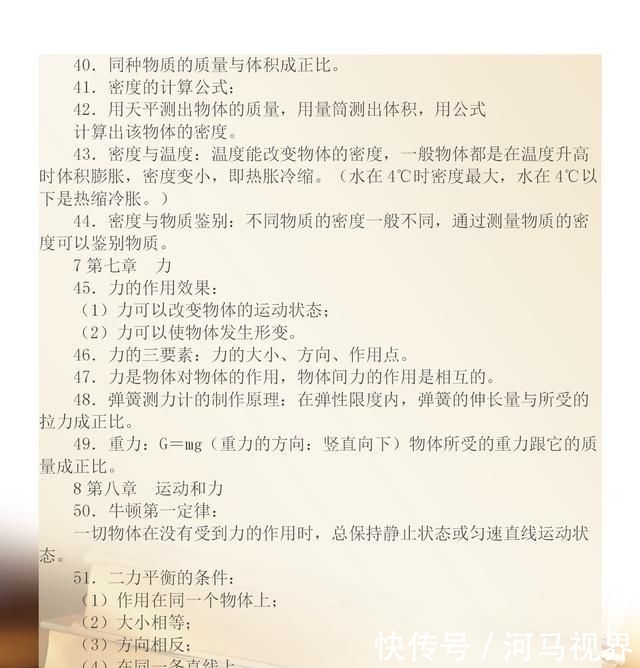 40．同种物质的质量与体积成正比。
41．密度的计算公式:
42．用天平测出物体的质量，用量筒测出体积，用公式
计算出该物体的密度。
43．密度与温度：温度能改变物体的密度，一般物体都是在温度升高
时体积膨胀，密度变小，即热胀冷缩。（水在4℃时密度最大，水在4℃以
下是热缩冷胀。）
44．密度与物质鉴别：不同物质的密度一般不同，通过测量物质的密
度可以鉴别物质。
7 第七章　力
45．力的作用效果：
（1）力可以改变物体的运动状态；
（2）力可以使物体发生形变。
46．力的三要素：力的大小、方向、作用点。
47．力是物体对物体的作用，物体间力的作用是相互的。
48．弹簧测力计的制作原理：在弹性限度内，弹簧的伸长量与所受的
拉力成正比。
49．重力：G＝mg（重力的方向：竖直向下）物体所受的重力跟它的质
量成正比。
8 第八章　运动和力
50．牛顿第一定律：
一切物体在没有受到力的作用时，总保持静止状态或匀速直线运动状
态。
51．二力平衡的条件：
（1）作用在同一个物体上；
（2）大小相等；
（3）方向相反；
（4）在同一条直线上
快传号／河马视界